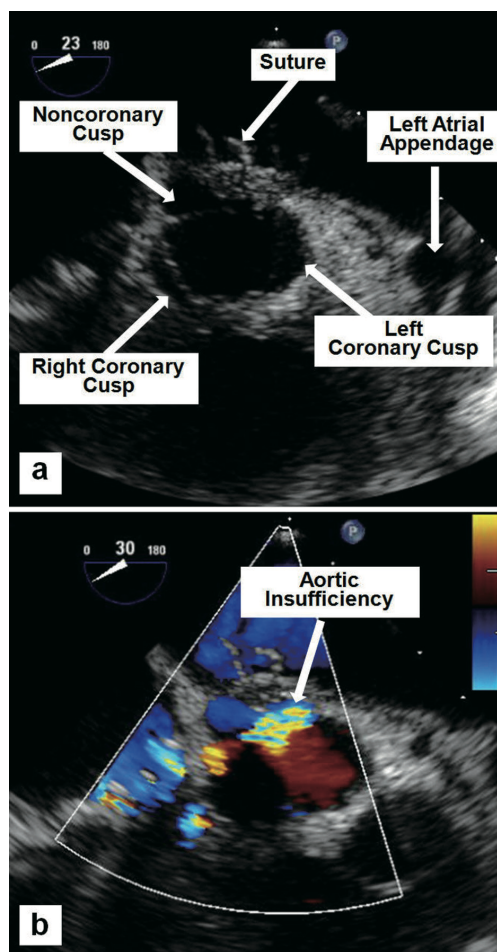 0 23 180
P
Suture
Noncoronary
Cusp
Left Atrial
Appendage
Left
Coronary Cusp
Right Coronary
Cusp
a
0 30 180
P
Aortic
Insufficiency
b